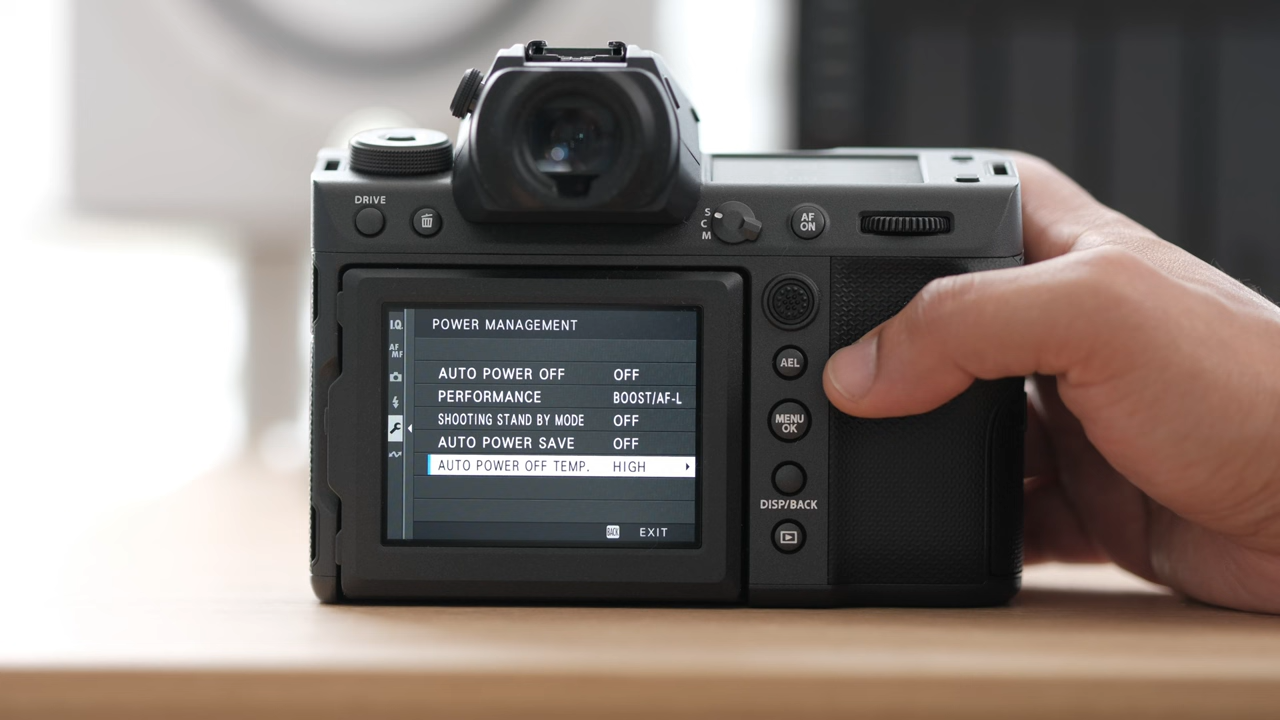 DRIVE
S
C
M
AF
ON
I.Q.
AF
MF
POWER MANAGEMENT
AUTO POWER OFF OFF
PERFORMANCE BOOST/AF-L
SHOOTING STAND BY MODE OFF
AUTO POWER SAVE OFF
AUTO POWER OFF TEMP. HIGH
BACK EXIT
AEL
MENU
OK
DISP/BACK